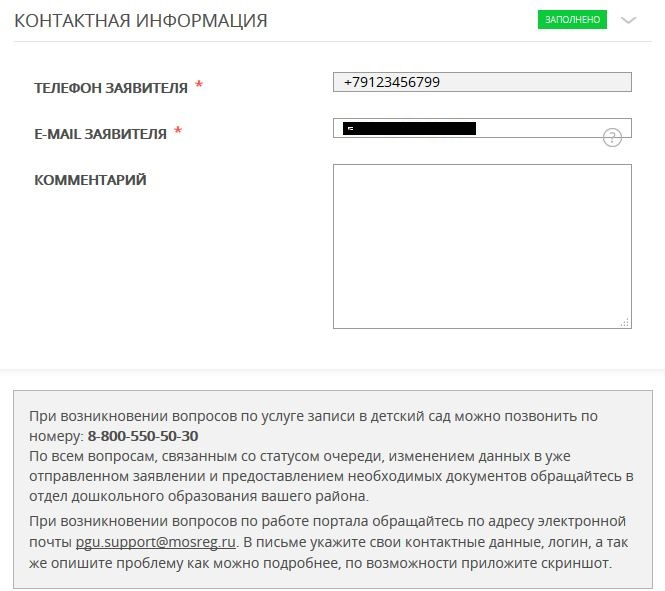 КОНТАКТНАЯ ИНФОРМАЦИЯ
ЗАПОЛНЕНО
ТЕЛЕФОН ЗАЯВИТЕЛЯ *
+79123456799
E-MAIL ЗАЯВИТЕЛЯ *
?
КОММЕНТАРИЙ
При возникновении вопросов по услуге записи в детский сад можно позвонить по
номеру: 8-800-550-50-30
По всем вопросам, связанным со статусом очереди, изменением данных в уже
отправленном заявлении и предоставлением необходимых документов обращайтесь в
отдел дошкольного образования вашего района.
При возникновении вопросов по работе портала обращайтесь по адресу электронной
почты pgu.support@mosreg.ru. В письме укажите свои контактные данные, логин, а так
же опишите проблему как можно подробнее, по возможности приложите скриншот.